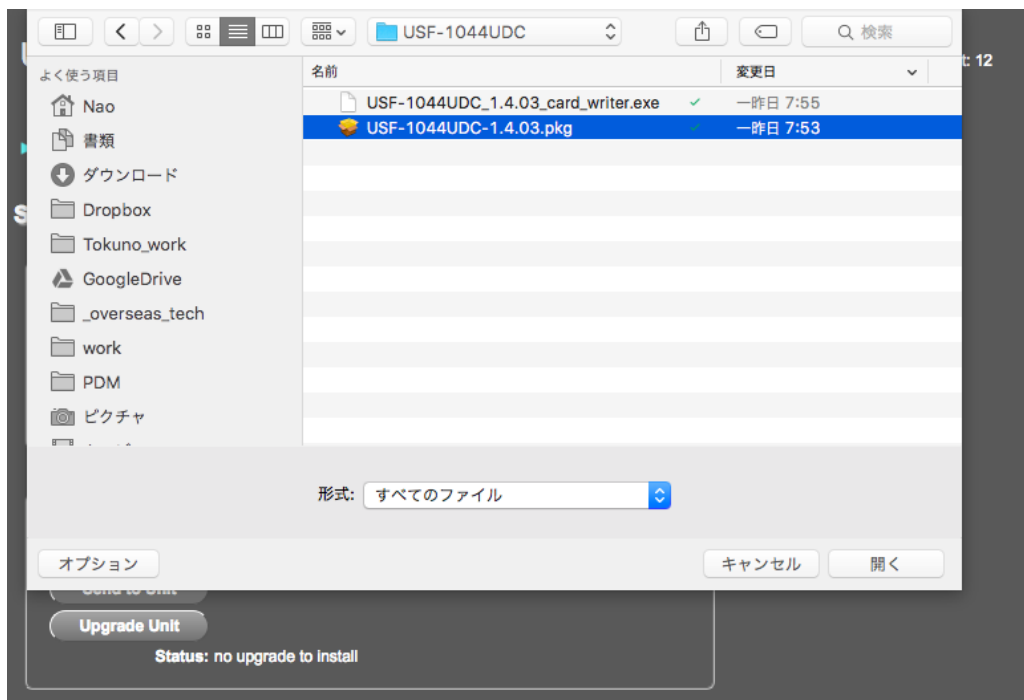 USF-1044UDC
検索
t: 12
よく使う項目
名前
変更日
Nao
USF-1044UDC_1.4.03_card_writer.exe
一昨日 7:55
USF-1044UDC-1.4.03.pkg
一昨日 7:53
書類
ダウンロード
Dropbox
Tokuno_work
GoogleDrive
_overseas_tech
work
PDM
ピクチャ
形式:
すべてのファイル
オプション
キャンセル
開く
Send to Unit
Upgrade Unit
Status: no upgrade to install